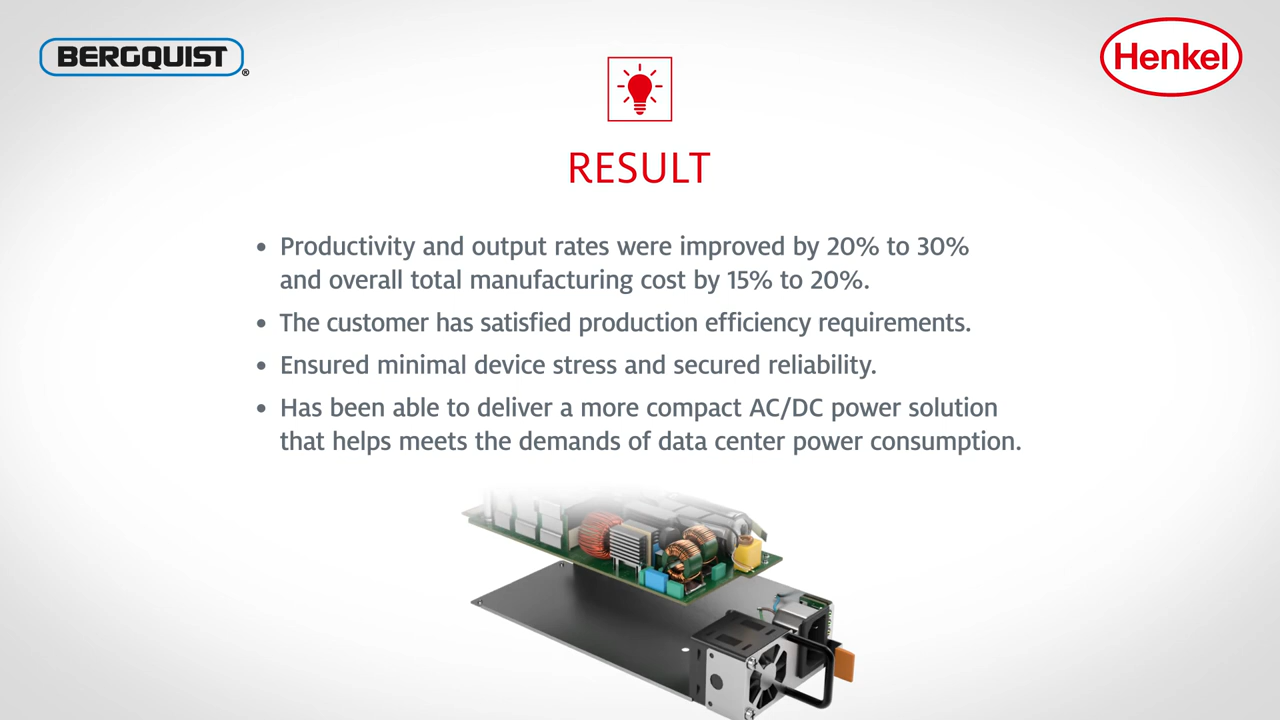 BERGQUIST®
Henkel
RESULT
• Productivity and output rates were improved by 20% to 30%
and overall total manufacturing cost by 15% to 20%.
• The customer has satisfied production efficiency requirements.
• Ensured minimal device stress and secured reliability.
• Has been able to deliver a more compact AC/DC power solution
that helps meets the demands of data center power consumption.